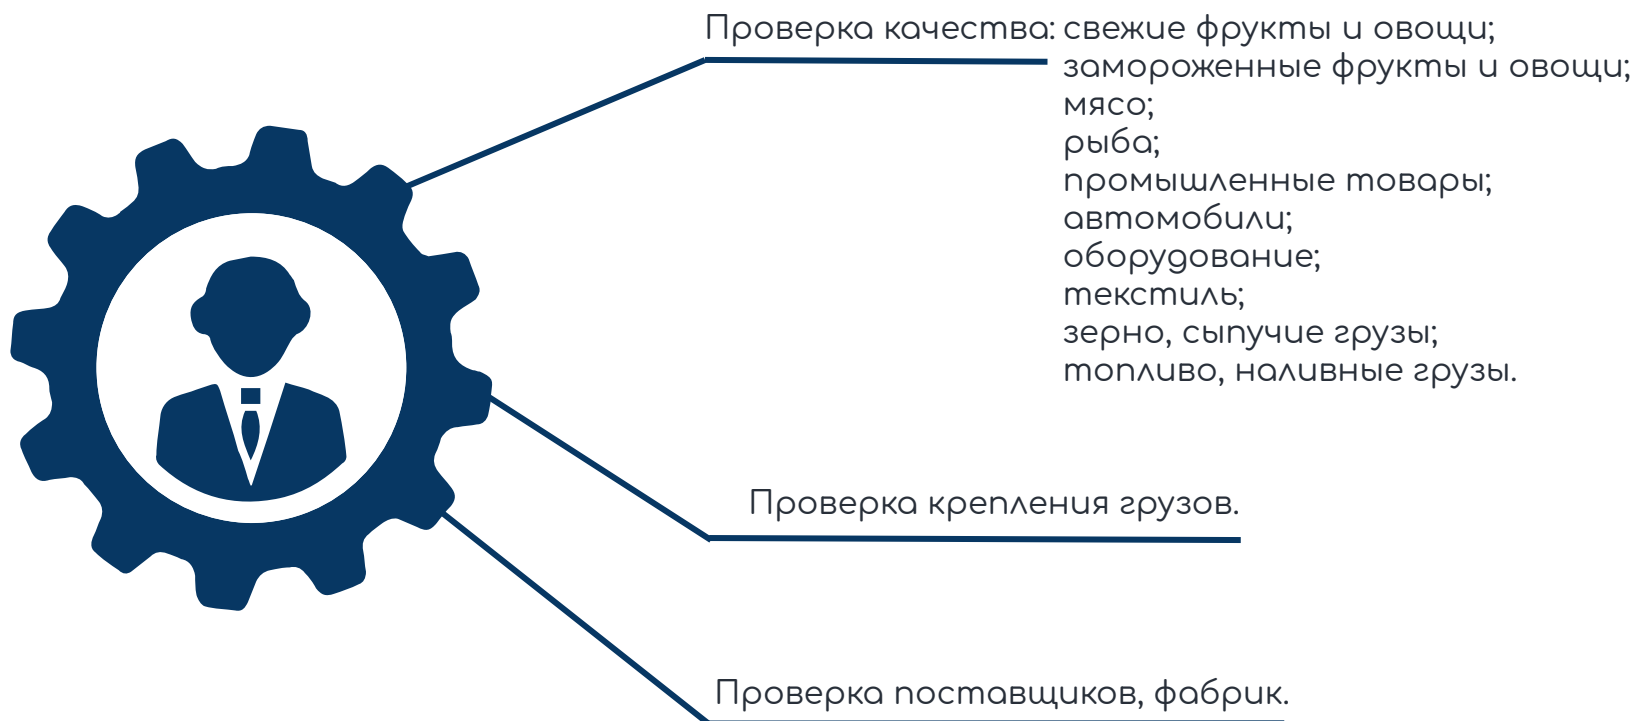 Проверка качества: свежие фрукты и овощи;
замороженные фрукты и овощи;
мясо;
рыба;
промышленные товары;
автомобили;
оборудование;
текстиль;
зерно, сыпучие грузы;
топливо, наливные грузы.
Проверка крепления грузов.
Проверка поставщиков, фабрик.